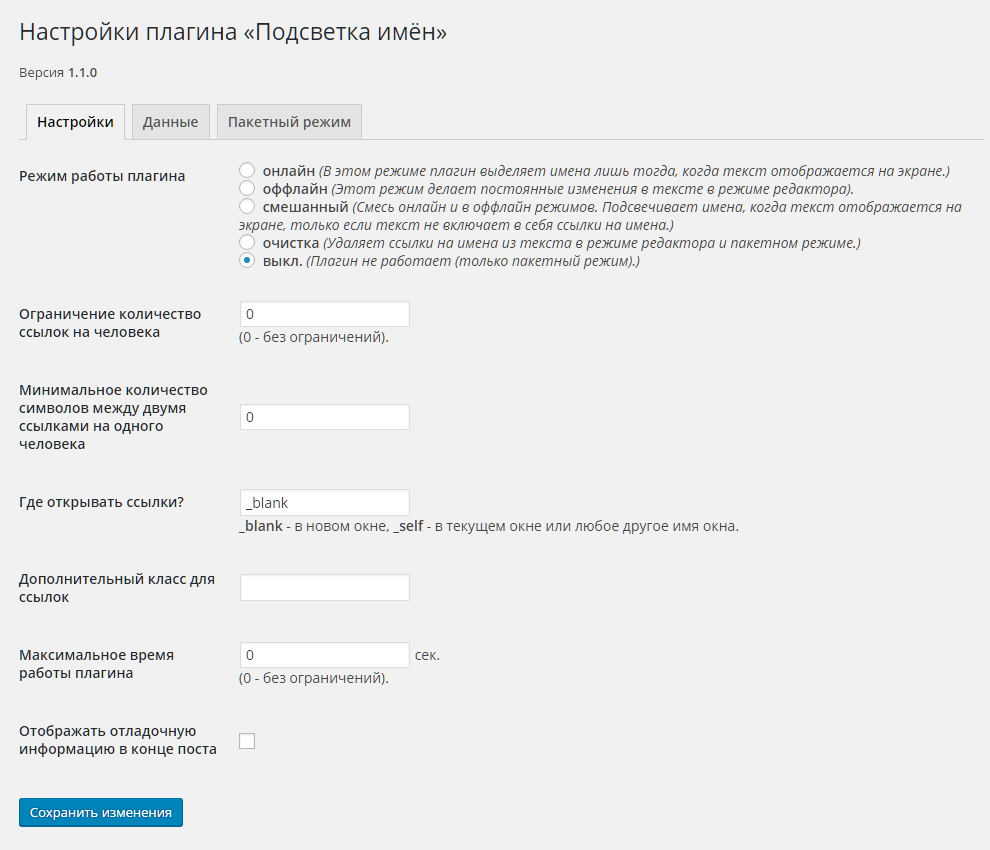 Настройки плагина «Подсветка имён»
Версия 1.1.0
Настройки
Данные
Пакетный режим
Режим работы плагина
онлайн (В этом режиме плагин выделяет имена лишь тогда, когда текст отображается на экране.)
оффлайн (Этот режим делает постоянные изменения в тексте в режиме редактора).
смешанный (Смесь онлайн и в оффлайн режимов. Подсвечивает имена, когда текст отображается на
экране, только если текст не включает в себя ссылки на имена.)
очистка (Удаляет ссылки на имена из текста в режиме редактора и пакетном режиме.)
выкл. (Плагин не работает (только пакетный режим).)
Ограничение количество
ссылок на человека
0
(0 - без ограничений).
Минимальное количество
символов между двумя
ссылками на одного
человека
0
Где открывать ссылки?
_blank
_blank - в новом окне, _self - в текущем окне или любое другое имя окна.
Дополнительный класс для
ссылок
Максимальное время
работы плагина
0 сек.
(0 - без ограничений).
Отображать отладочную
информацию в конце поста
Сохранить изменения